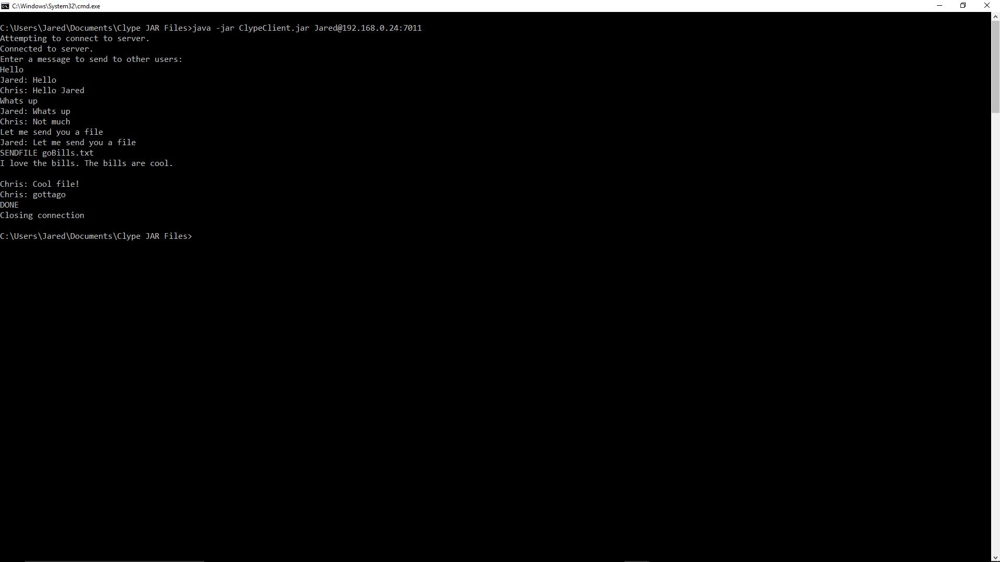 C:\Windows\System32\cmd.exe
C:\Users\Jared\Documents\Clype JAR Files>java -jar ClypeClient.jar Jared@192.168.0.24:7011
Attempting to connect to server.
Connected to server.
Enter a message to send to other users:
Hello
Jared: Hello
Chris: Hello Jared
Whats up
Jared: Whats up
Chris: Not much
Let me send you a file
Jared: Let me send you a file
SENDFILE goBills.txt
I love the bills. The bills are cool.
Chris: Cool file!
Chris: gottago
DONE
Closing connection
C:\Users\Jared\Documents\Clype JAR Files>